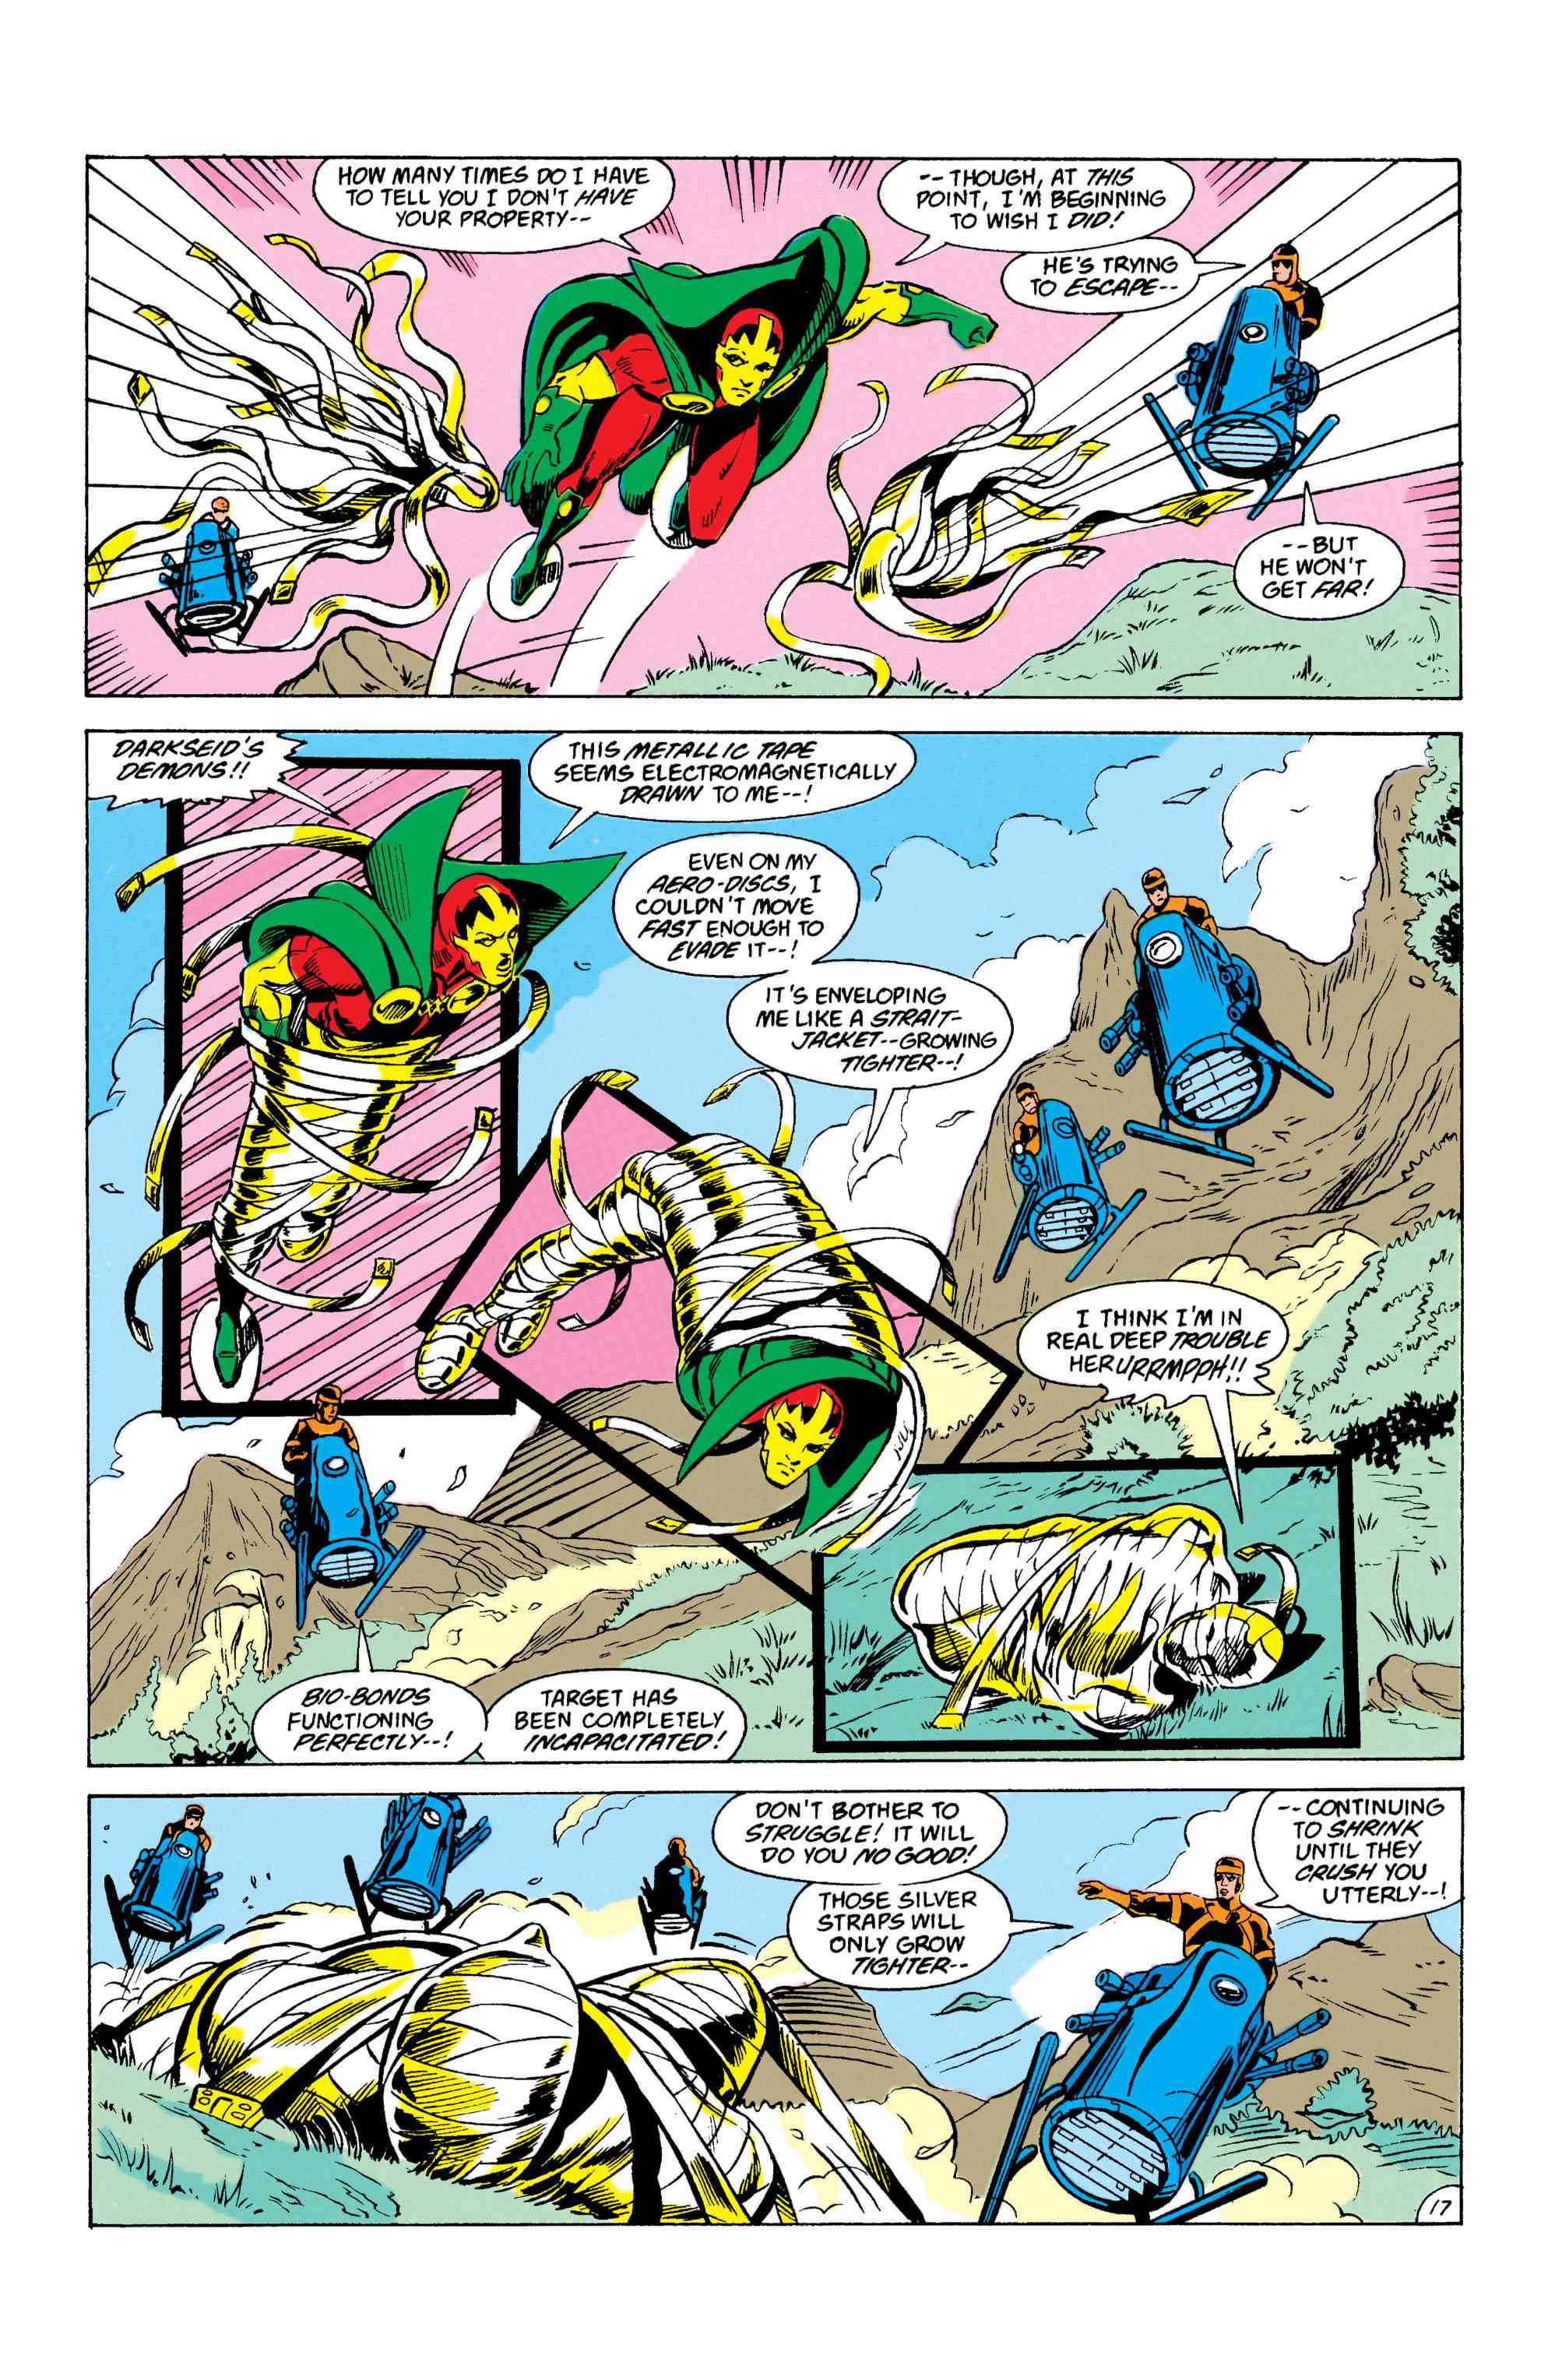 HOW MANY TIMES DO I HAVE
TO TELL YOU I DON'T HAVE
YOUR PROPERTY--
-- THOUGH, AT THIS
POINT, I'M BEGINNING
TO WISH I DID!
HE'S TRYING
TO ESCAPE--
--BUT
HE WON'T
GET FAR!
DARKSEID'S
DEMONS!!
THIS METALLIC TAPE
SEEMS ELECTROMAGNETICALLY
DRAWN TO ME--!
EVEN ON MY
AERO-DISCS, I
COULDN'T MOVE
FAST ENOUGH TO
EVADE IT--!
IT'S ENVELOPING
ME LIKE A STRAIT-
JACKET--GROWING
TIGHTER--!
I THINK I'M IN
REAL DEEP TROUBLE
HERURRMPPH!!
BIO-BONDS
FUNCTIONING
PERFECTLY--!
TARGET HAS
BEEN COMPLETELY
INCAPACITATED!
DON'T BOTHER TO
STRUGGLE! IT WILL
DO YOU NO GOOD!
THOSE SILVER
STRAPS WILL
ONLY GROW
TIGHTER--
--CONTINUING
TO SHRINK
UNTIL THEY
CRUSH YOU
UTTERLY--!
17